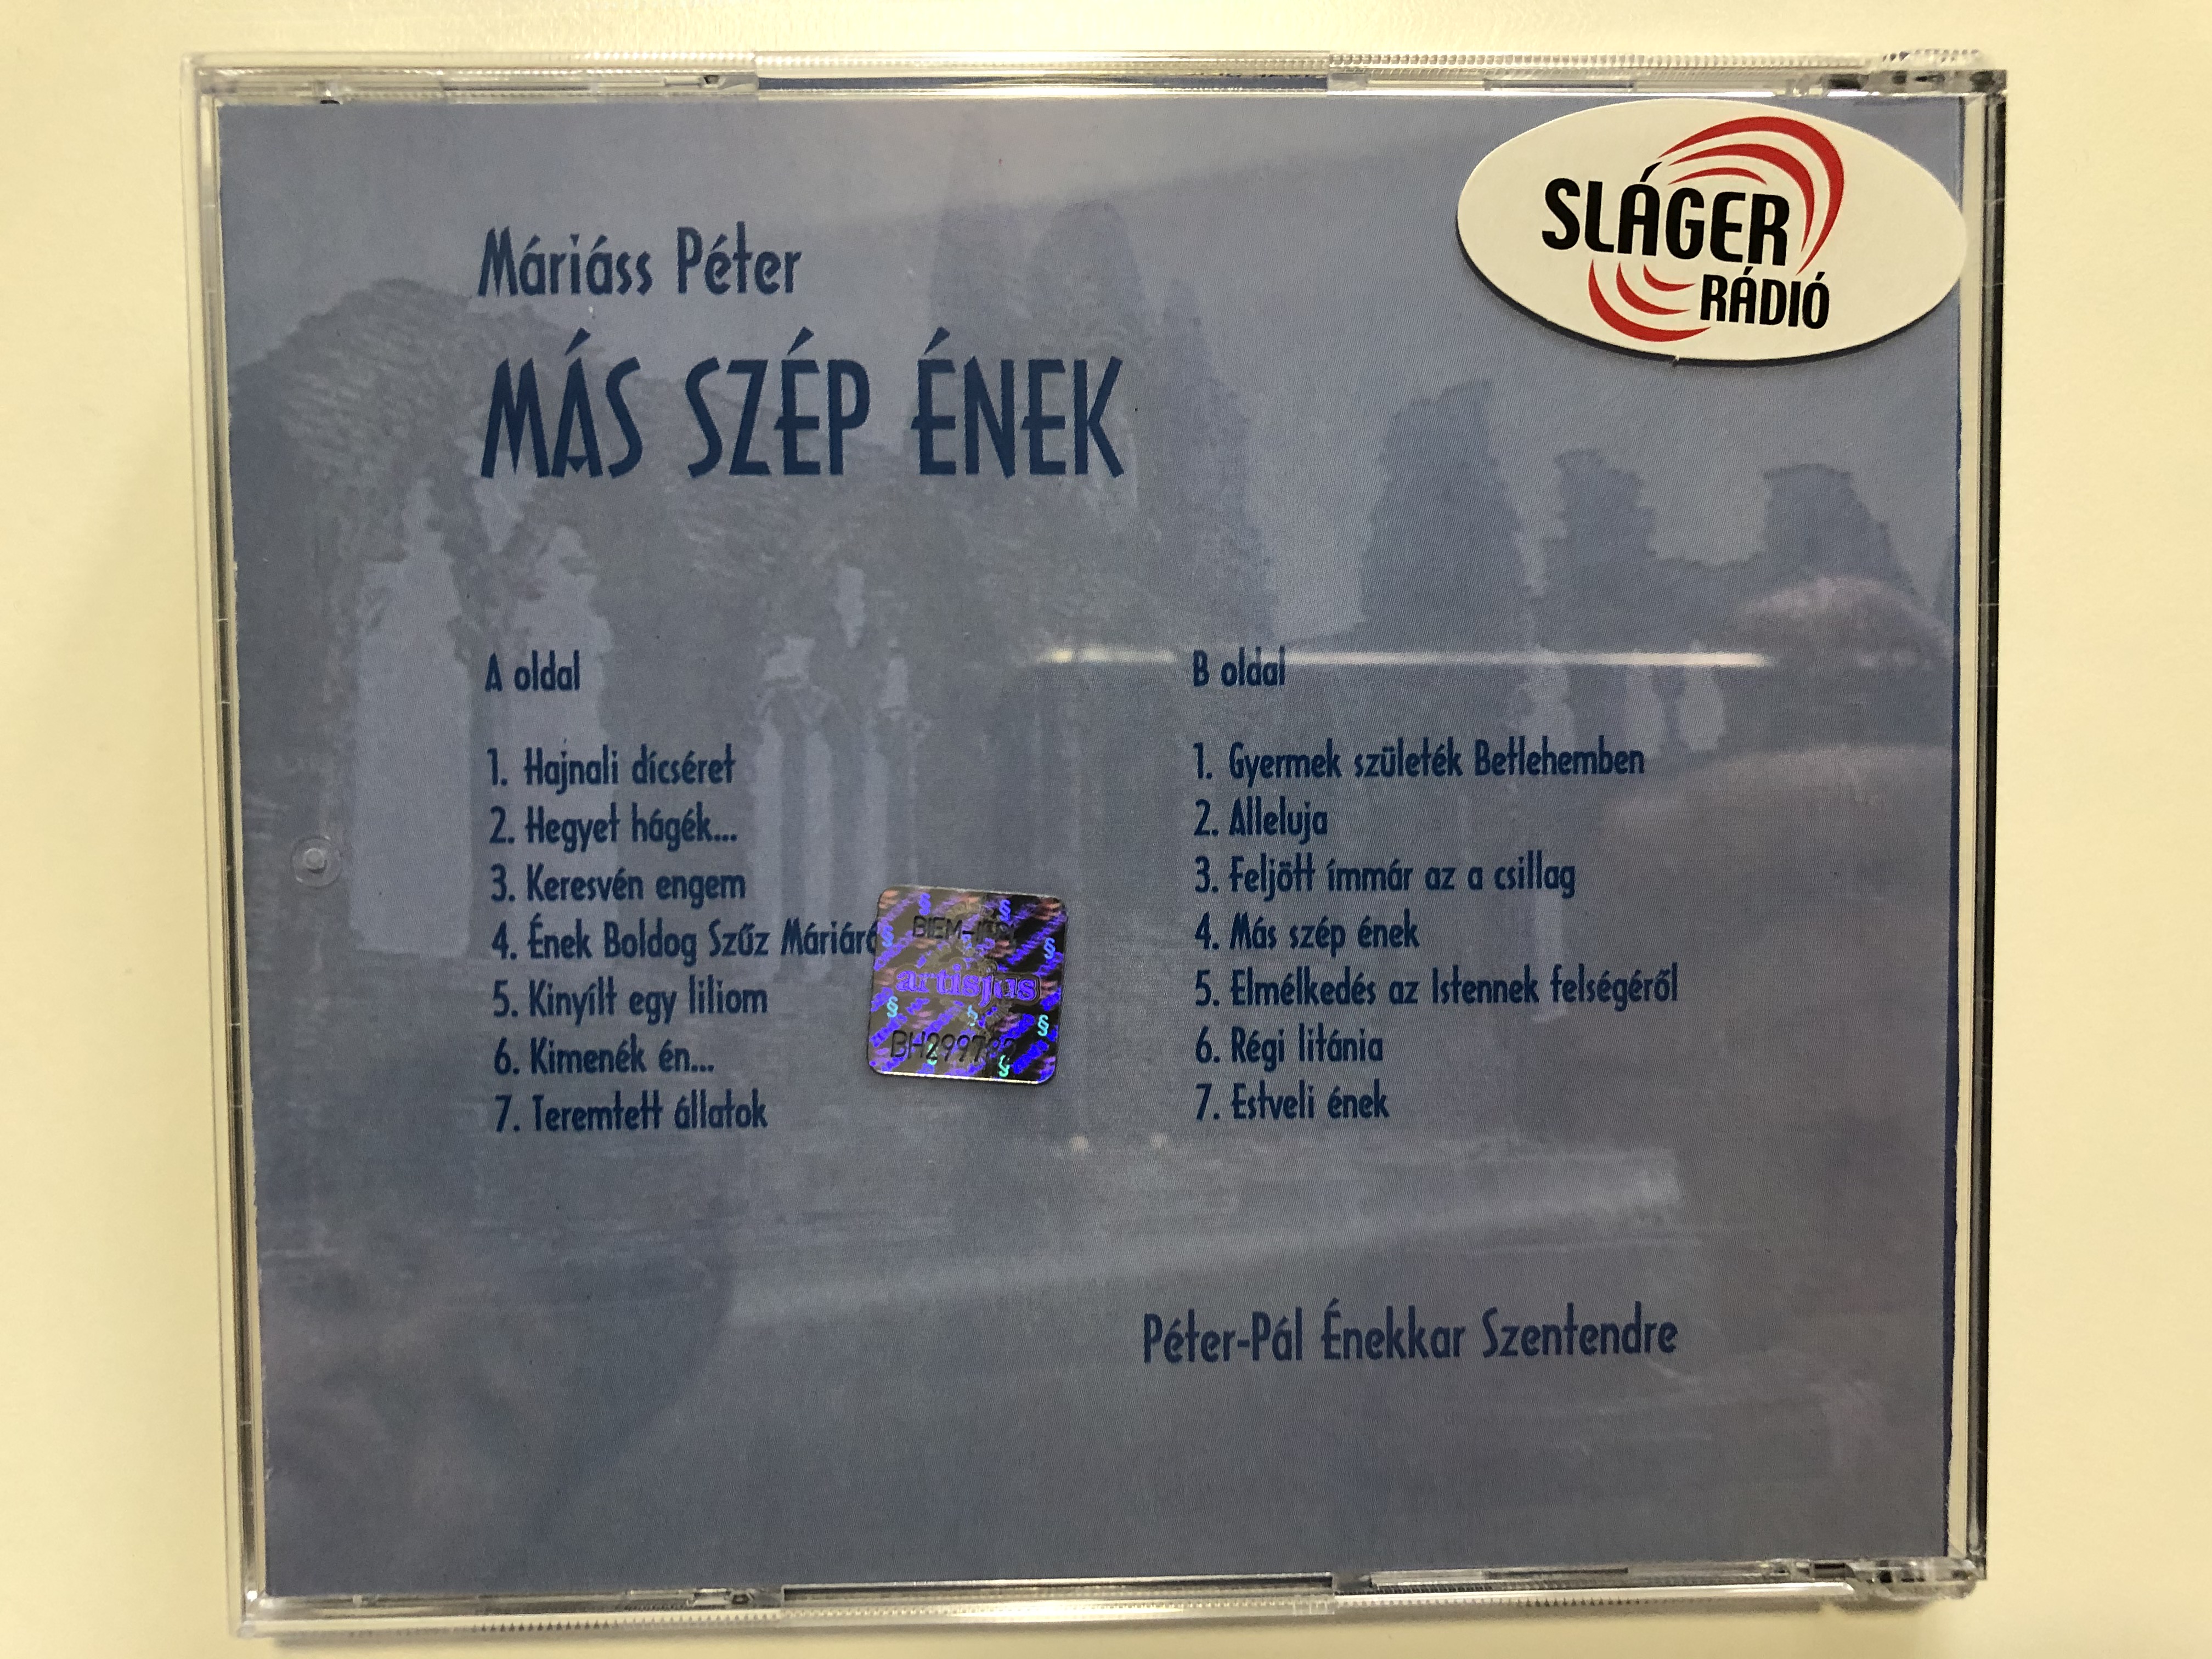 SLÁGER
RÁDIÓ
Máriáss Péter
MÁS SZÉP ÉNEK
A oldal
1. Hajnali dícséret
2. Hegyet hágék...
3. Keresvén engem
4. Ének Boldog Szűz
5. Kinyílt egy liliom
6. Kimenék én...
7. Teremtett állatok
artisjus
B oldal
1. Gyermek születék Betlehemben
2. Alleluja
3. Feljött ímmár az a csillag
4. Más szép ének
5. Elmélkedés az Istennek felségéről
6. Régi litánia
7. Estveli ének
Péter-Pál Énekkar Szentendre